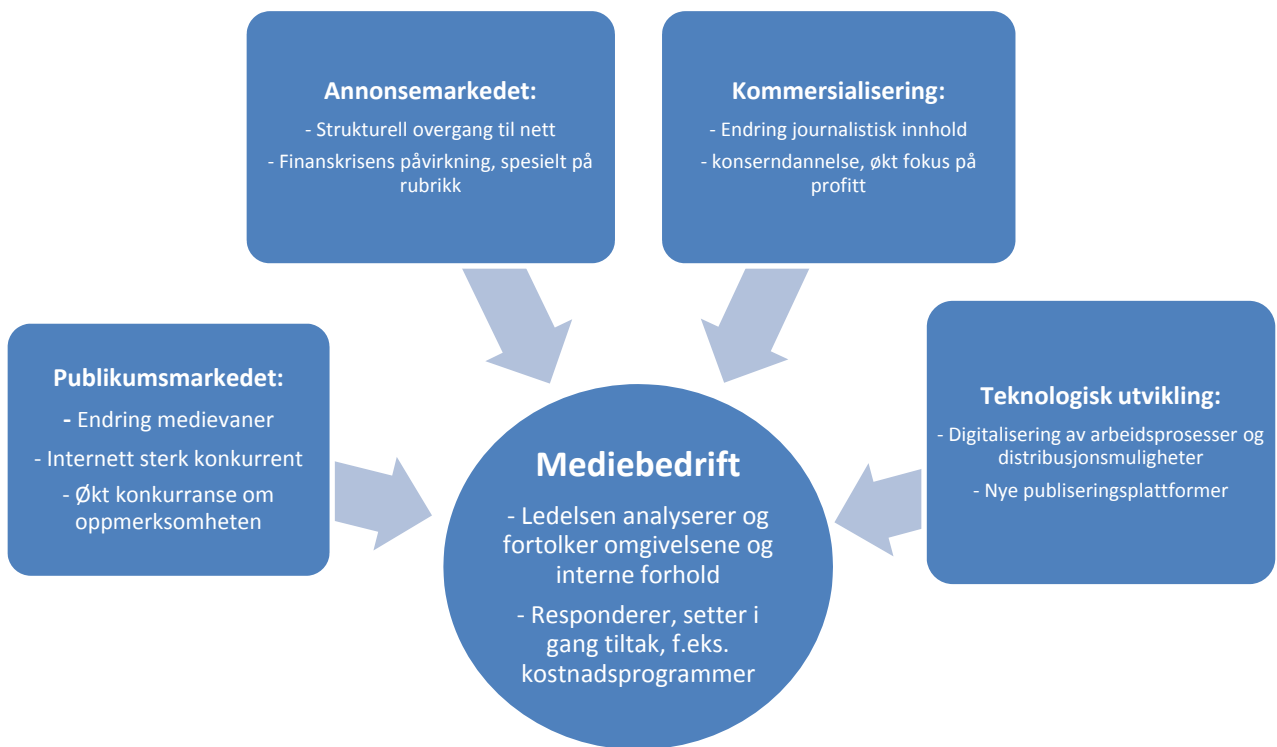 Annonsemarkedet:
- Strukturell overgang til nett
- Finanskrisens påvirkning, spesielt på
rubrikk
Kommersialisering:
- Endring journalistisk innhold
- konserndannelse, økt fokus på
profitt
Publikumsmarkedet:
- Endring medievaner
- Internett sterk konkurrent
- Økt konkurranse om
oppmerksomheten
Teknologisk utvikling:
- Digitalisering av arbeidsprosesser og
distribusjonsmuligheter
- Nye publiseringsplattformer
Mediebedrift
- Ledelsen analyserer og
fortolker omgivelsene og
interne forhold
- Responderer, setter i
gang tiltak, f.eks.
kostnadsprogrammer